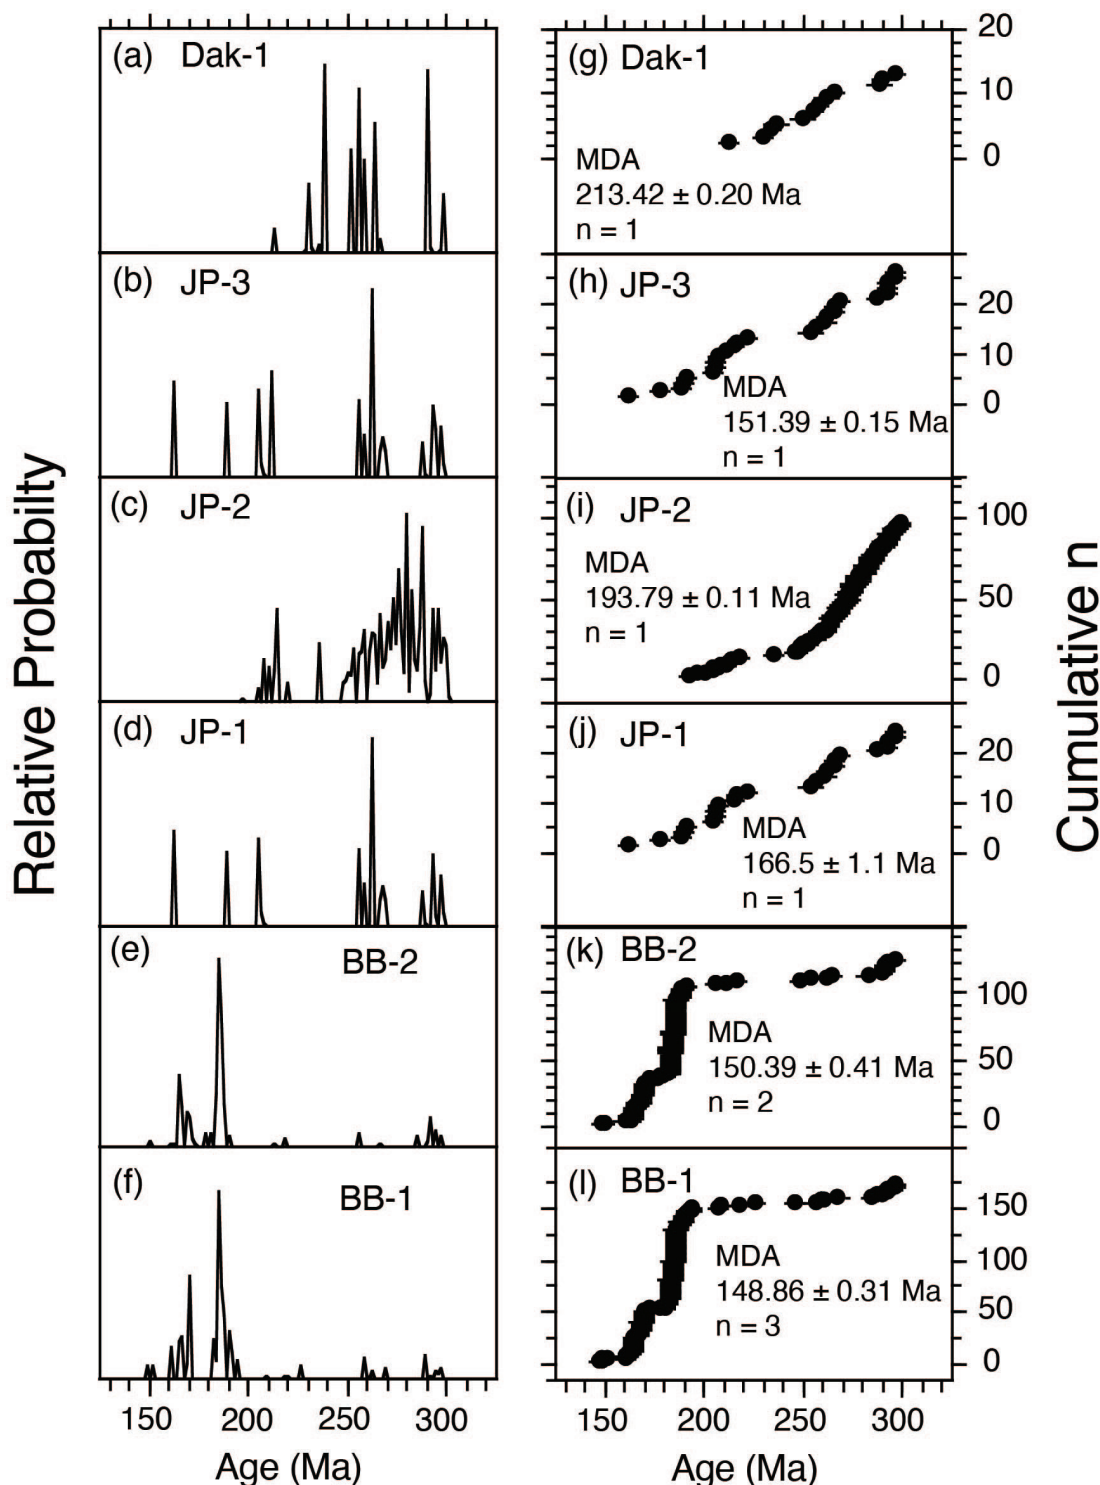 (a) Dak-1
(b) JP-3
(c) JP-2
(d) JP-1
(e) BB-2
(f) BB-1
Relative Probabilty
150 200 250 300
Age (Ma)
(g) Dak-1
MDA
213.42 ± 0.20 Ma
n = 1
20
10
0
(h) JP-3
MDA
151.39 ± 0.15 Ma
n = 1
20
10
0
(i) JP-2
MDA
193.79 ± 0.11 Ma
n = 1
100
50
0
(j) JP-1
MDA
166.5 ± 1.1 Ma
n = 1
20
10
0
(k) BB-2
MDA
150.39 ± 0.41 Ma
n = 2
100
50
0
(l) BB-1
MDA
148.86 ± 0.31 Ma
n = 3
150
100
50
0
Cumulative n
150 200 250 300
Age (Ma)